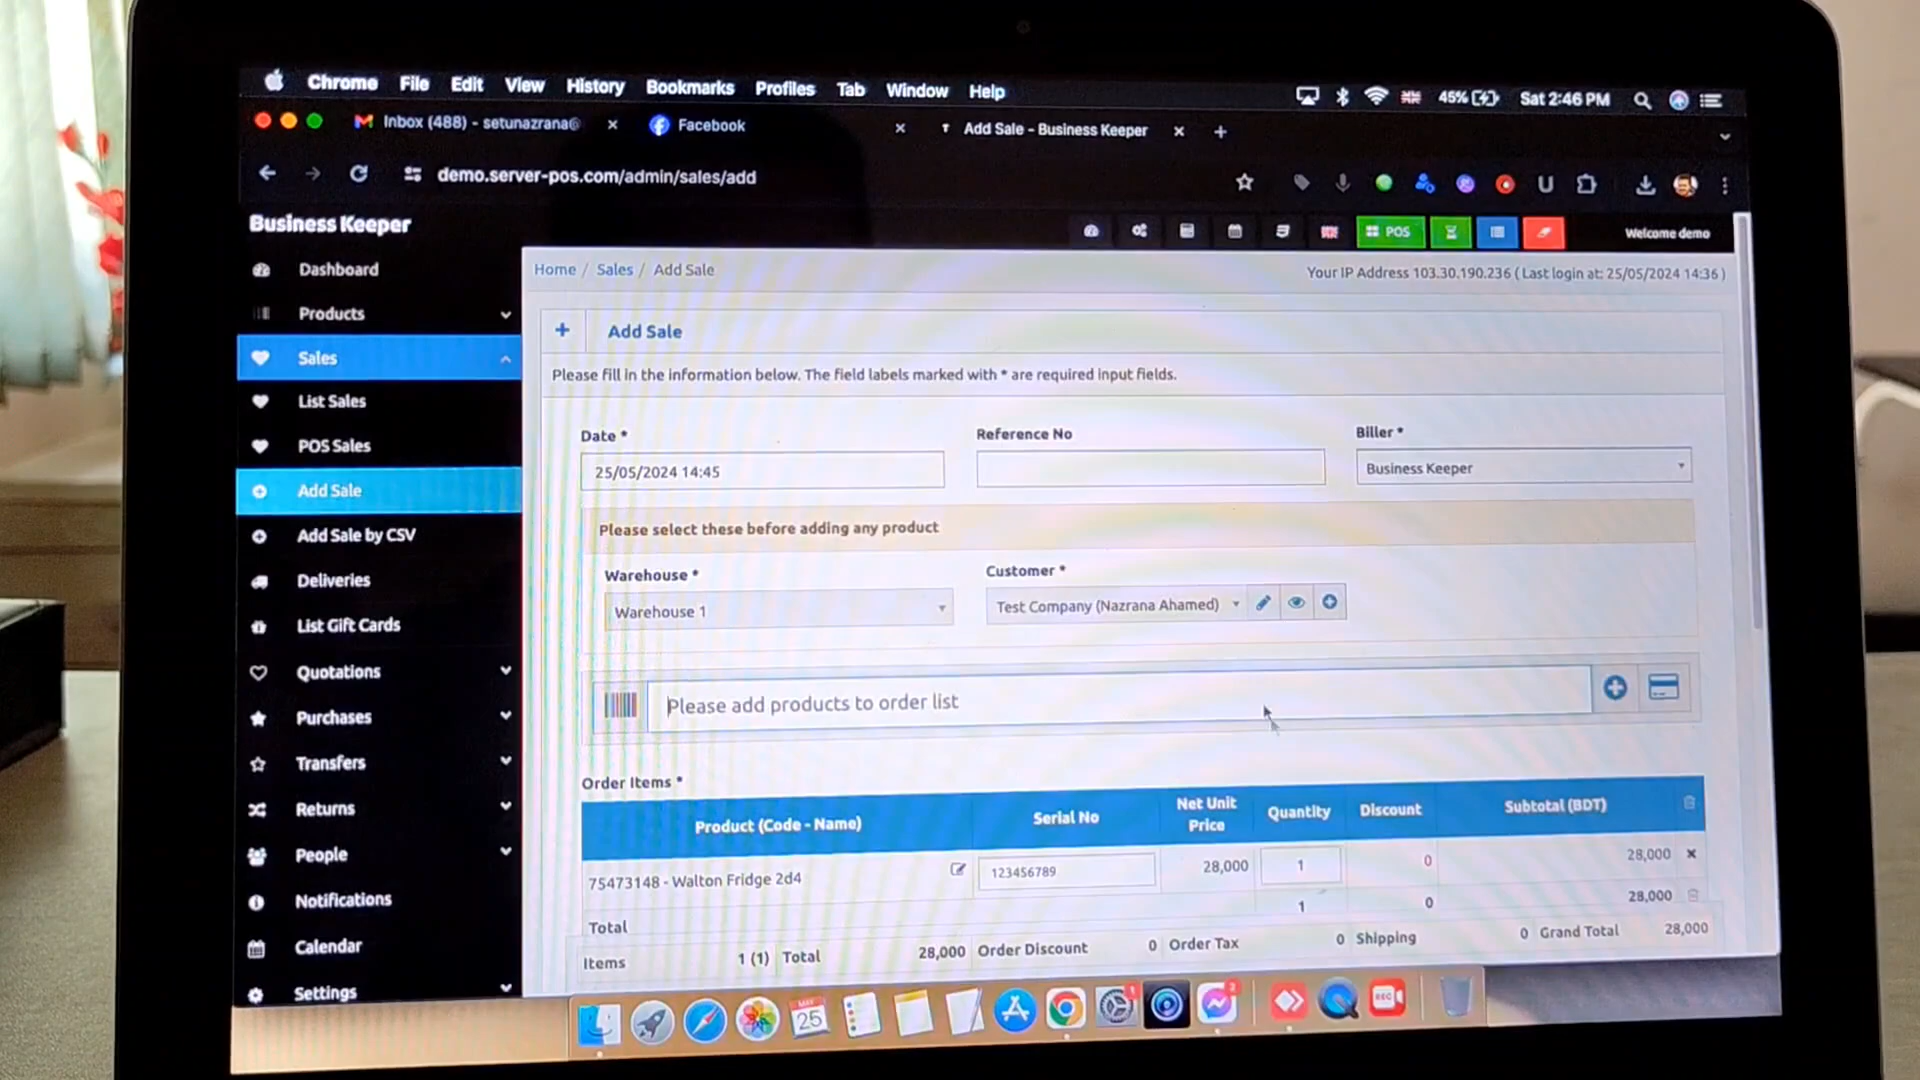 Chrome File Edit View History Bookmarks Profiles Tab Window Help 45% Sat 2:46 PM
Inbox (488) - setunazrana@ Facebook Add Sale - Business Keeper
demo.server-pos.com/admin/sales/add
Business Keeper
POS
Welcome demo
Dashboard
Products
Sales
List Sales
POS Sales
Add Sale
Add Sale by CSV
Deliveries
List Gift Cards
Quotations
Purchases
Transfers
Returns
People
Notifications
Calendar
Settings
Home / Sales / Add Sale
Your IP Address 103.30.190.236 ( Last login at: 25/05/2024 14:36 )
Add Sale
Please fill in the information below. The field labels marked with * are required input fields.
Date * Reference No Biller *
25/05/2024 14:45 Business Keeper
Please select these before adding any product
Warehouse * Customer *
Warehouse 1 Test Company (Nazrana Ahamed)
Please add products to order list
Order Items *
Product (Code - Name) Serial No Net Unit Price Quantity Discount Subtotal (BDT)
75473148 - Walton Fridge 2d4 123456789 28,000 1 0 28,000
Total 1 0 28,000
Items 1 (1) Total 28,000 Order Discount 0 Order Tax 0 Shipping 0 Grand Total 28,000
MAY
25
1
2
REC